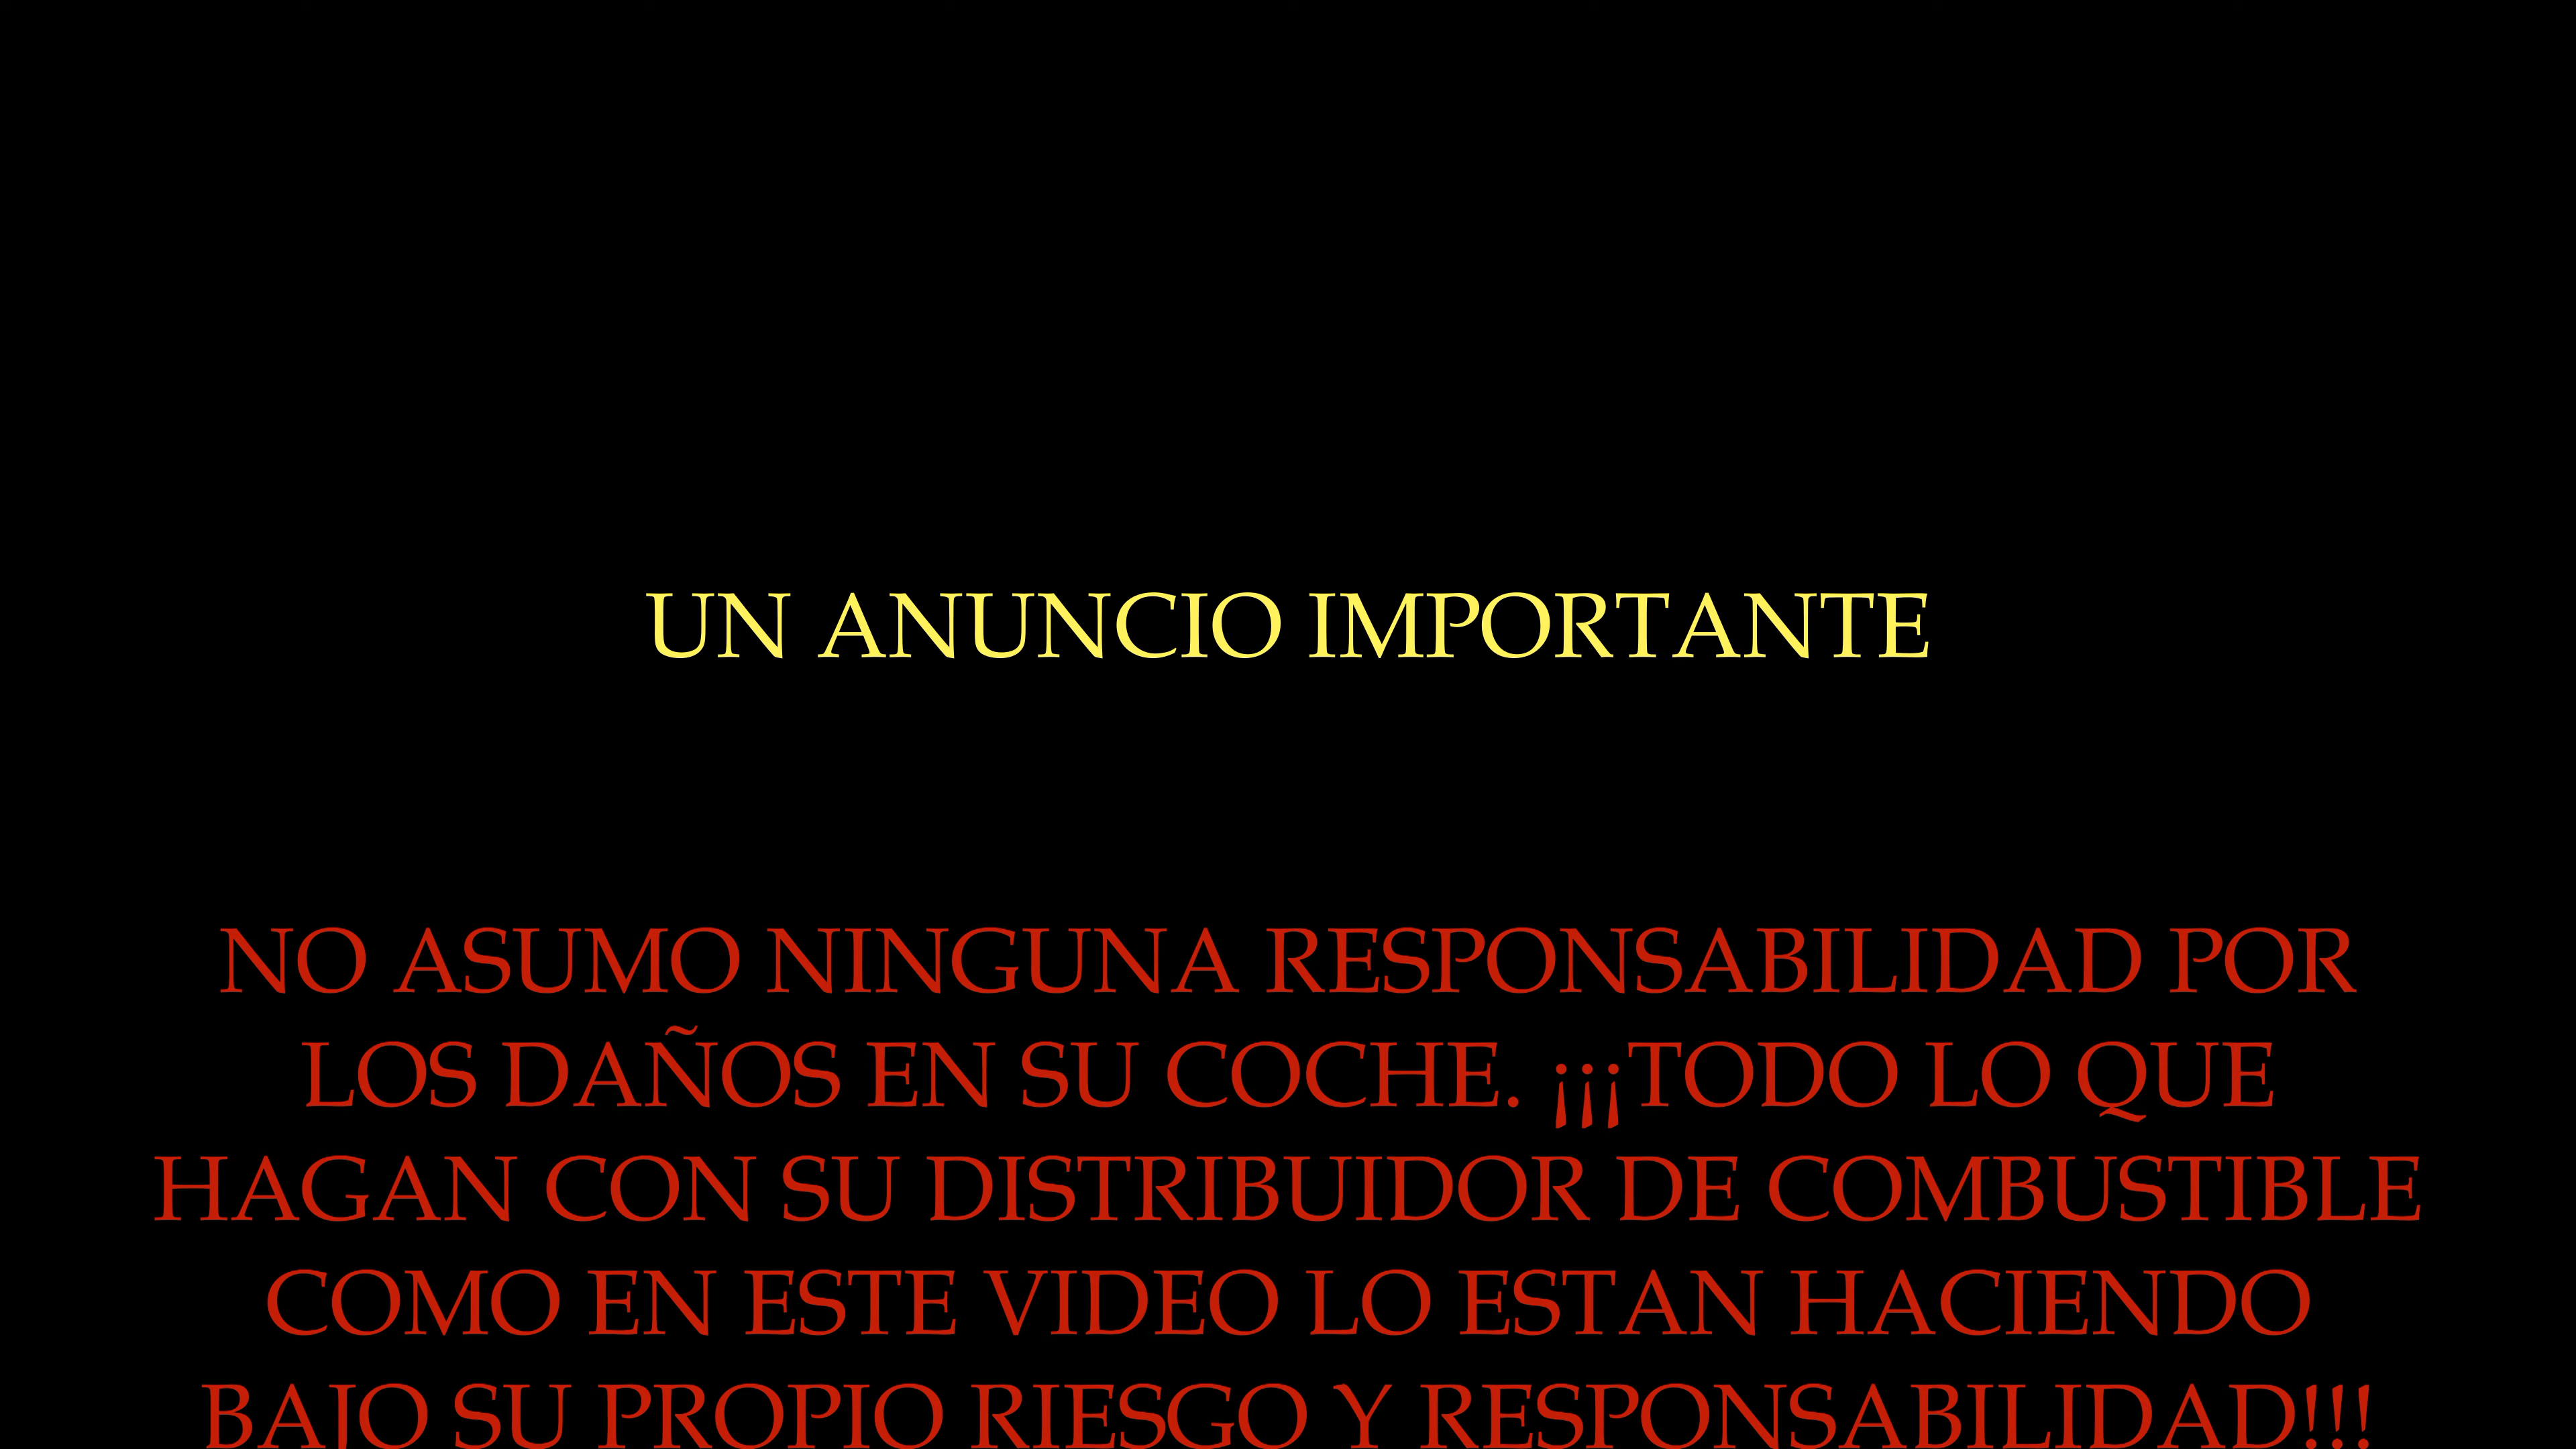 UN ANUNCIO IMPORTANTE
NO ASUMO NINGUNA RESPONSABILIDAD POR
LOS DAÑOS EN SU COCHE. ¡¡¡TODO LO QUE
HAGAN CON SU DISTRIBUIDOR DE COMBUSTIBLE
COMO EN ESTE VIDEO LO ESTAN HACIENDO
BAJO SU PROPIO RIESGO Y RESPONSABILIDAD!!!